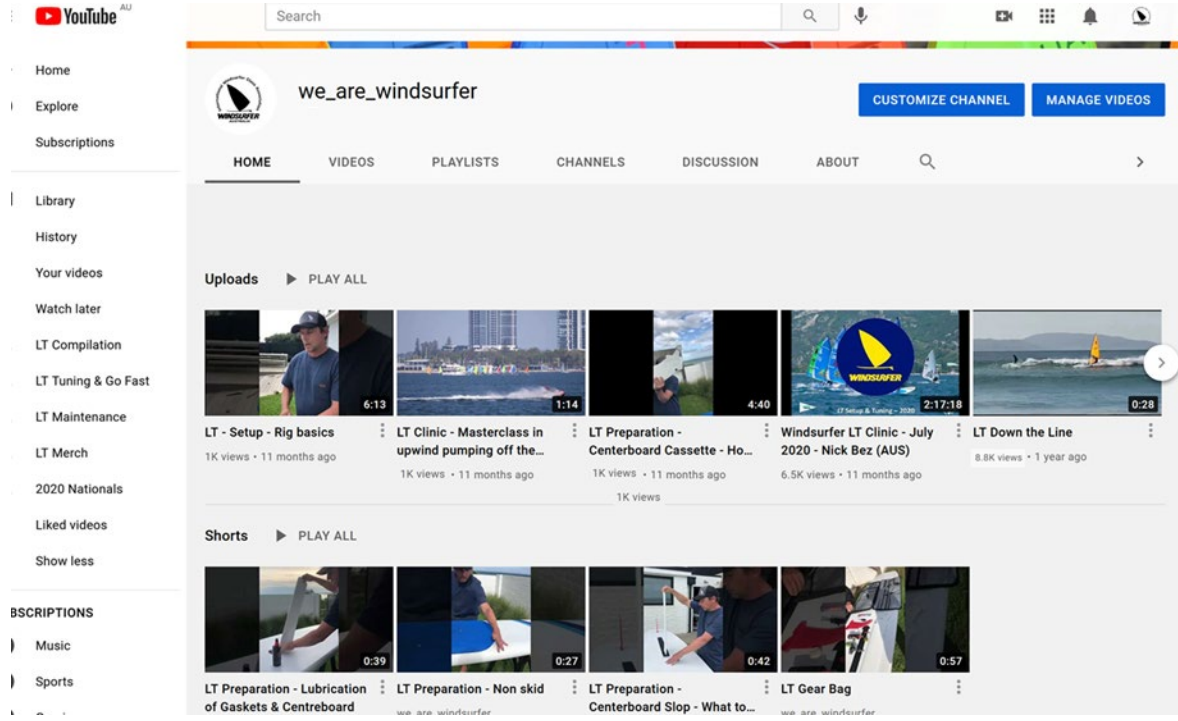 YouTube AU
Search
Home
Explore
Subscriptions
Library
History
Your videos
Watch later
LT Compilation
LT Tuning & Go Fast
LT Maintenance
LT Merch
2020 Nationals
Liked videos
Show less
BSCRIPTIONS
Music
Sports
WINDSURFER
AUSTRALIA
we_are_windsurfer
CUSTOMIZE CHANNEL
MANAGE VIDEOS
HOME VIDEOS PLAYLISTS CHANNELS DISCUSSION ABOUT
Uploads PLAY ALL
6:13
LT - Setup - Rig basics
1K views • 11 months ago
1:14
LT Clinic - Masterclass in
upwind pumping off the...
1K views • 11 months ago
4:40
LT Preparation -
Centerboard Cassette - Ho...
1K views • 11 months ago
1K views
WINDSURFER
LT Setup & Tuning - 2020
2:17:18
Windsurfer LT Clinic - July
2020 - Nick Bez (AUS)
6.5K views • 11 months ago
0:28
LT Down the Line
8.8K views • 1 year ago
Shorts PLAY ALL
0:39
LT Preparation - Lubrication
of Gaskets & Centreboard
0:27
LT Preparation - Non skid
we_are_windsurfer
0:42
LT Preparation -
Centerboard Slop - What to...
0:57
LT Gear Bag
we_are_windsurfer